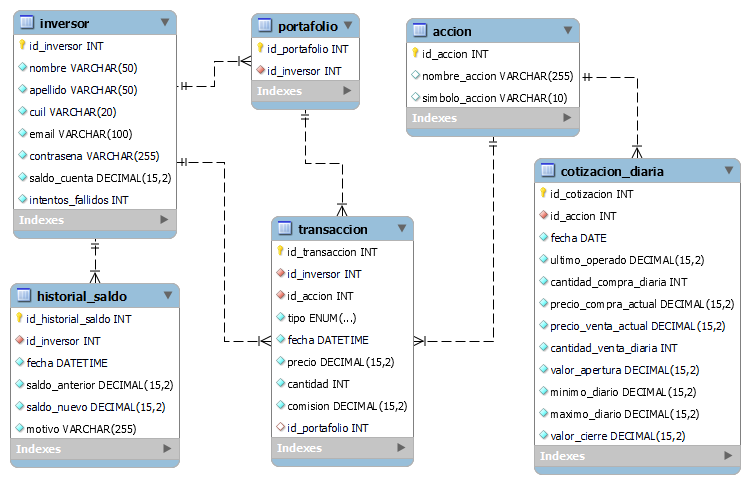 inversor
id_inversor INT
nombre VARCHAR(50)
apellido VARCHAR(50)
cuil VARCHAR(20)
email VARCHAR(100)
contrasena VARCHAR(255)
saldo_cuenta DECIMAL(15,2)
intentos_fallidos INT
Indexes
portafolio
id_portafolio INT
id_inversor INT
Indexes
accion
id_accion INT
nombre_accion VARCHAR(255)
simbolo_accion VARCHAR(10)
Indexes
cotizacion_diaria
id_cotizacion INT
id_accion INT
fecha DATE
ultimo_operado DECIMAL(15,2)
cantidad_compra_diaria INT
precio_compra_actual DECIMAL(15,2)
precio_venta_actual DECIMAL(15,2)
cantidad_venta_diaria INT
valor_apertura DECIMAL(15,2)
minimo_diario DECIMAL(15,2)
maximo_diario DECIMAL(15,2)
valor_cierre DECIMAL(15,2)
Indexes
transaccion
id_transaccion INT
id_inversor INT
id_accion INT
tipo ENUM(...)
fecha DATETIME
precio DECIMAL(15,2)
cantidad INT
comision DECIMAL(15,2)
id_portafolio INT
Indexes
historial_saldo
id_historial_saldo INT
id_inversor INT
fecha DATETIME
saldo_anterior DECIMAL(15,2)
saldo_nuevo DECIMAL(15,2)
motivo VARCHAR(255)
Indexes